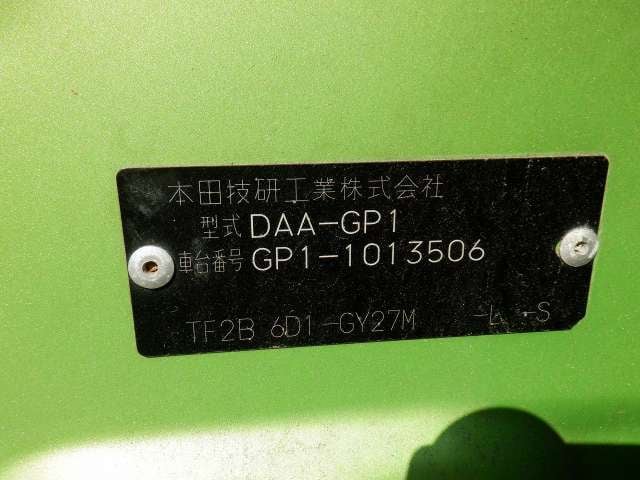 本田技研工業株式会社
型式 DAA-GP1
車台番号 GP1-1013506
TF2B 6D1-GY27M -L -S